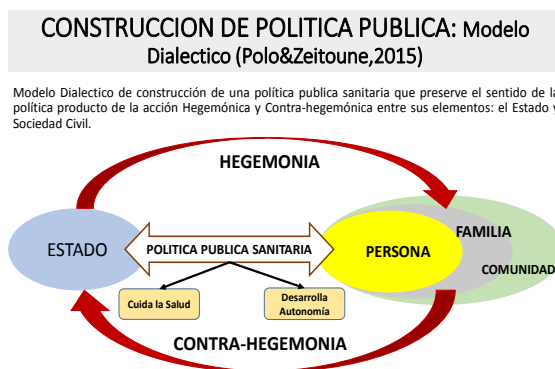 CONSTRUCCION DE POLITICA PUBLICA: Modelo
Dialectico (Polo&Zeitoune,2015)
Modelo Dialectico de construcción de una política publica sanitaria que preserve el sentido de la
política producto de la acción Hegemónica y Contra-hegemónica entre sus elementos: el Estado y
Sociedad Civil.
HEGEMONIA
ESTADO
POLITICA PUBLICA SANITARIA
PERSONA
FAMILIA
COMUNIDAD
Cuida la Salud
Desarrolla
Autonomía
CONTRA-HEGEMONIA